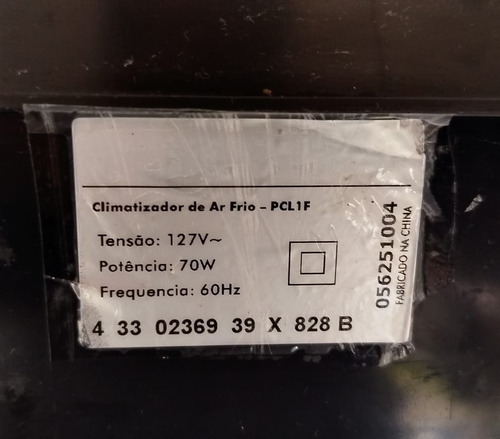 Climatizador de Ar Frio – PCL1F
Tensão: 127V~
Potência: 70W
Frequencia: 60Hz
4 33 02369 39 X 828 B
056251004
FABRICADO NA CHINA